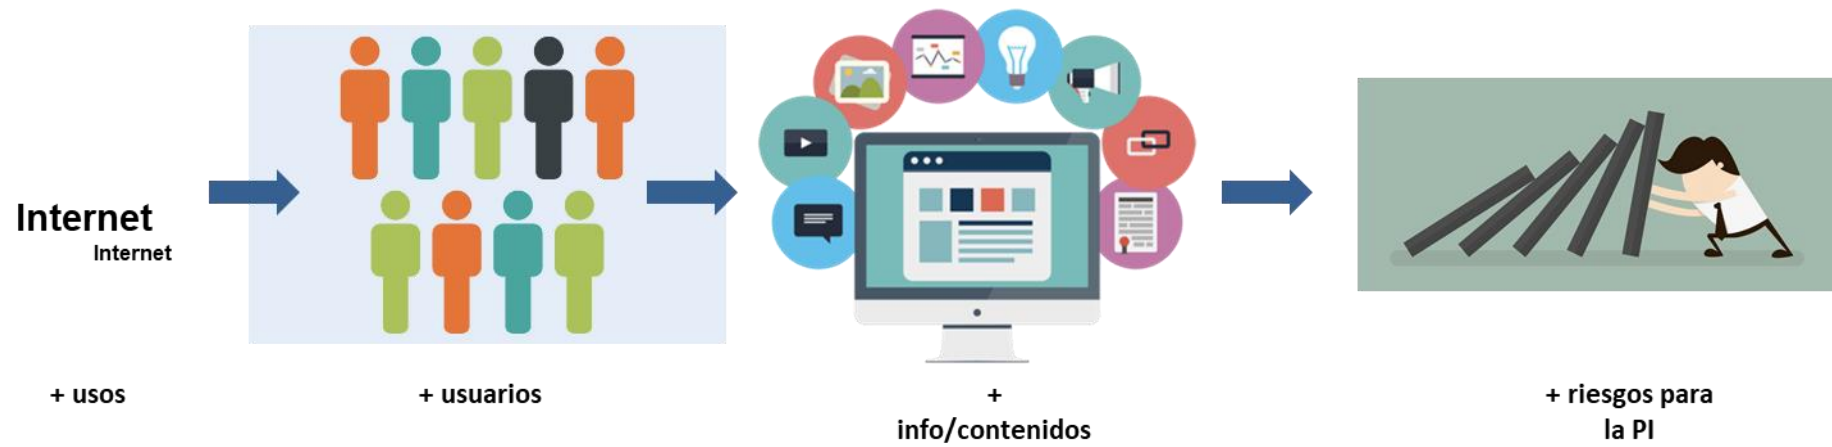 Internet
Internet
+ usos
+ usuarios
+
info/contenidos
+ riesgos para
la PI